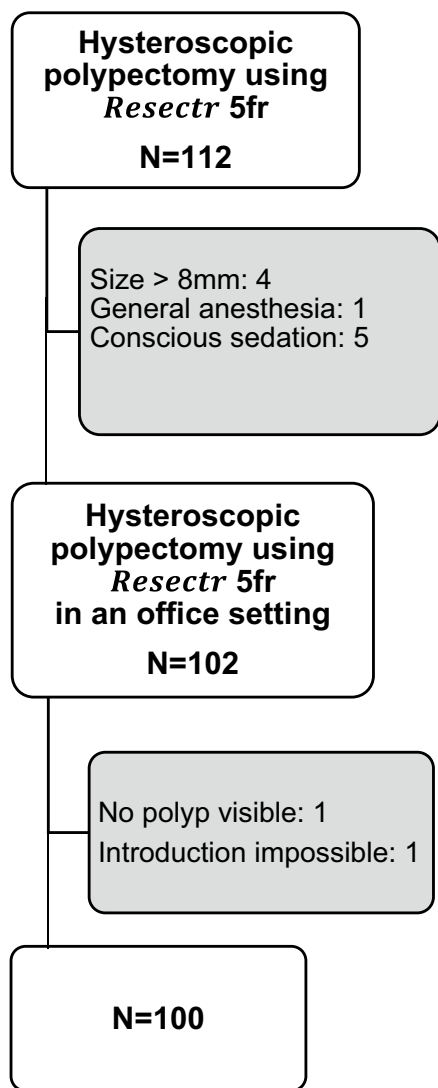 Hysteroscopic
polypectomy using
Resectr 5fr
N=112
Size > 8mm: 4
General anesthesia: 1
Conscious sedation: 5
Hysteroscopic
polypectomy using
Resectr 5fr
in an office setting
N=102
No polyp visible: 1
Introduction impossible: 1
N=100